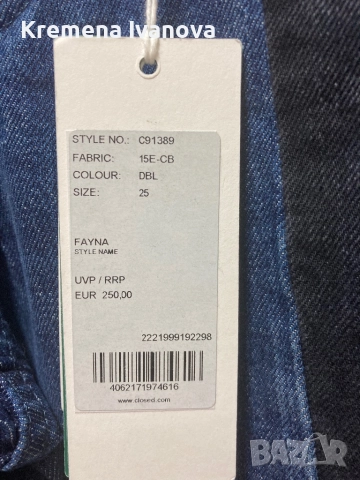 Kremena Ivanova
STYLE NO.: C91389
FABRIC: 15E-CB
COLOUR: DBL
SIZE: 25
FAYNA
STYLE NAME
UVP / RRP
EUR 250,00
2221999192298
4062171974616
www.closed.com
BAZAR